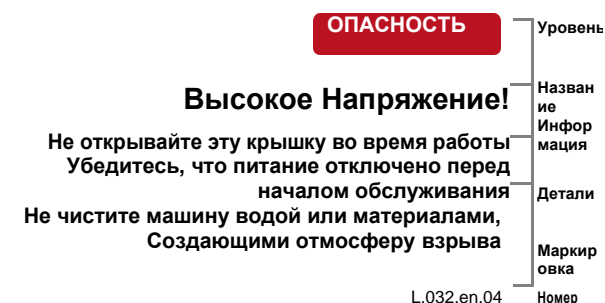 ОПАСНОСТЬ
Уровень
Высокое Напряжение!
Назван
ие
Инфор
мация
Не открывайте эту крышку во время работы
Убедитесь, что питание отключено перед
началом обслуживания
Детали
Не чистите машину водой или материалами,
Создающими отмосферу взрыва
Маркир
овка
L.032.en.04
Номер